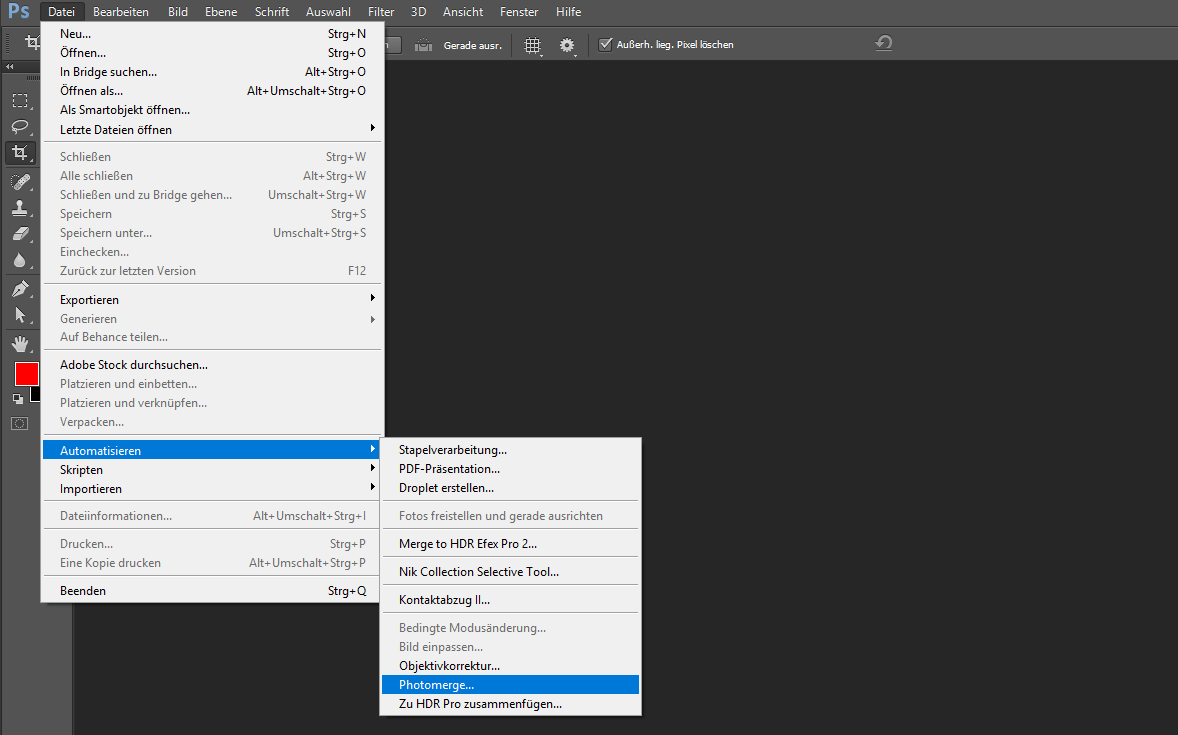 Ps Datei Bearbeiten Bild Ebene Schrift Auswahl Filter 3D Ansicht Fenster Hilfe
Gerade ausr. Außerh. lieg. Pixel löschen
Neu... Strg+N
Öffnen... Strg+O
In Bridge suchen... Alt+Strg+O
Öffnen als... Alt+Umschalt+Strg+O
Als Smartobjekt öffnen...
Letzte Dateien öffnen
Schließen Strg+W
Alle schließen Alt+Strg+W
Schließen und zu Bridge gehen... Umschalt+Strg+W
Speichern Strg+S
Speichern unter... Umschalt+Strg+S
Einchecken...
Zurück zur letzten Version F12
Exportieren
Generieren
Auf Behance teilen...
Adobe Stock durchsuchen...
Platzieren und einbetten...
Platzieren und verknüpfen...
Verpacken...
Automatisieren
Skripten
Importieren
Dateiinformationen... Alt+Umschalt+Strg+I
Drucken... Strg+P
Eine Kopie drucken Alt+Umschalt+Strg+P
Beenden Strg+Q
Stapelverarbeitung...
PDF-Präsentation...
Droplet erstellen...
Fotos freistellen und gerade ausrichten
Merge to HDR Efex Pro 2...
Nik Collection Selective Tool...
Kontaktabzug II...
Bedingte Modusänderung...
Bild einpassen...
Objektivkorrektur...
Photomerge...
Zu HDR Pro zusammenfügen...